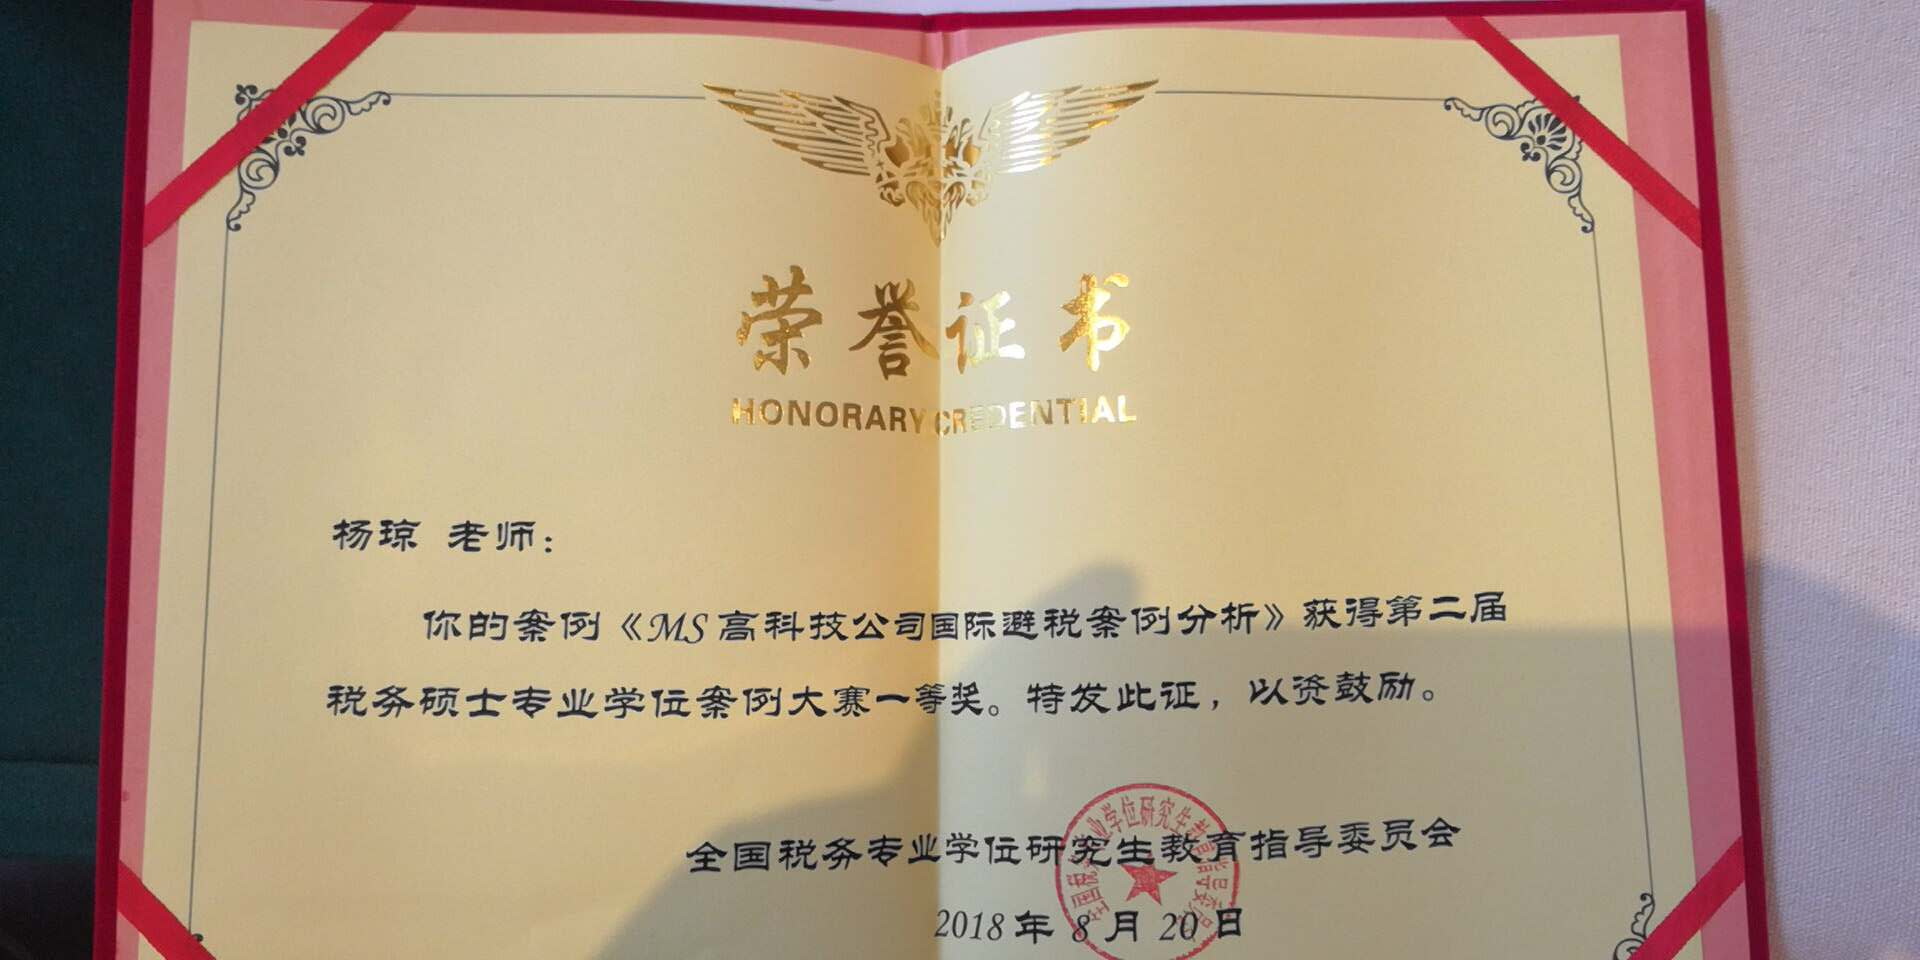 荣誉证书
HONORARY CREDENTIAL
杨琼 老师：
你的案例《MS高科技公司国际避税案例分析》获得第二届
税务硕士专业学位案例大赛一等奖。特发此证，以资鼓励。
全国税务专业学位研究生教育指导委员会
2018年8月20日